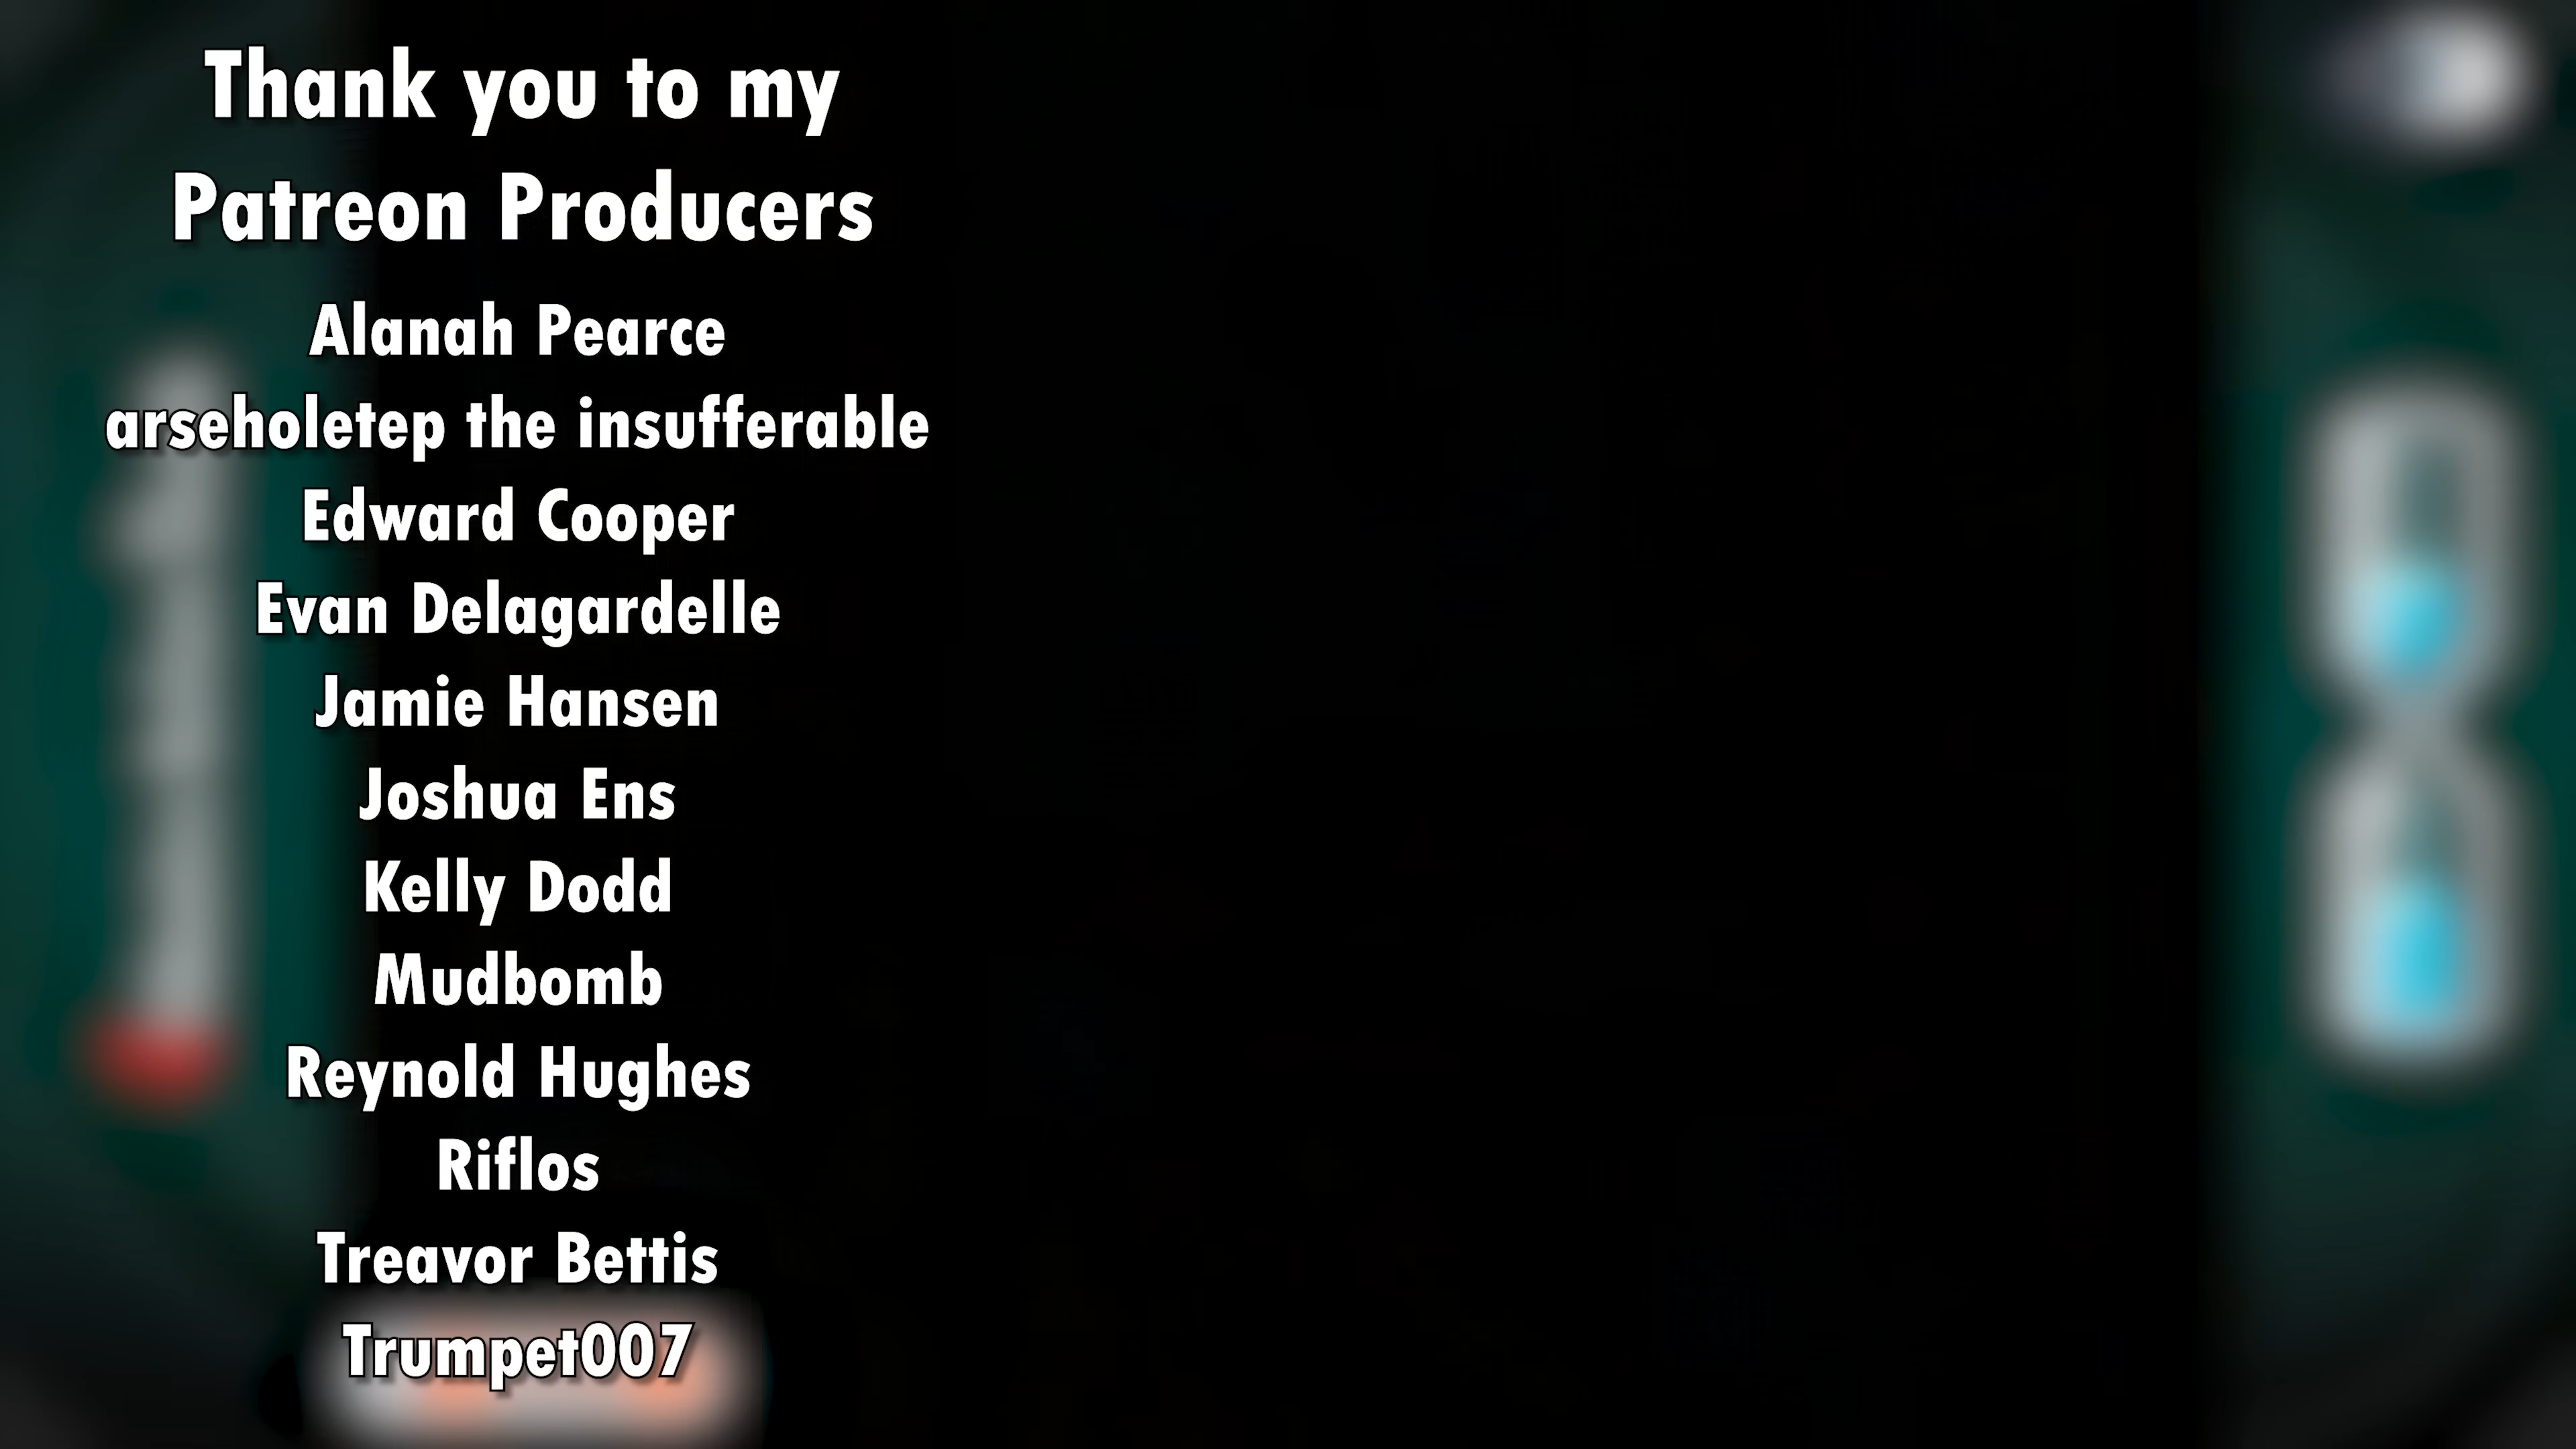 Thank you to my
Patreon Producers
Alanah Pearce
arseholetep the insufferable
Edward Cooper
Evan Delagardelle
Jamie Hansen
Joshua Ens
Kelly Dodd
Mudbomb
Reynold Hughes
Riflos
Treavor Bettis
Trumpet007